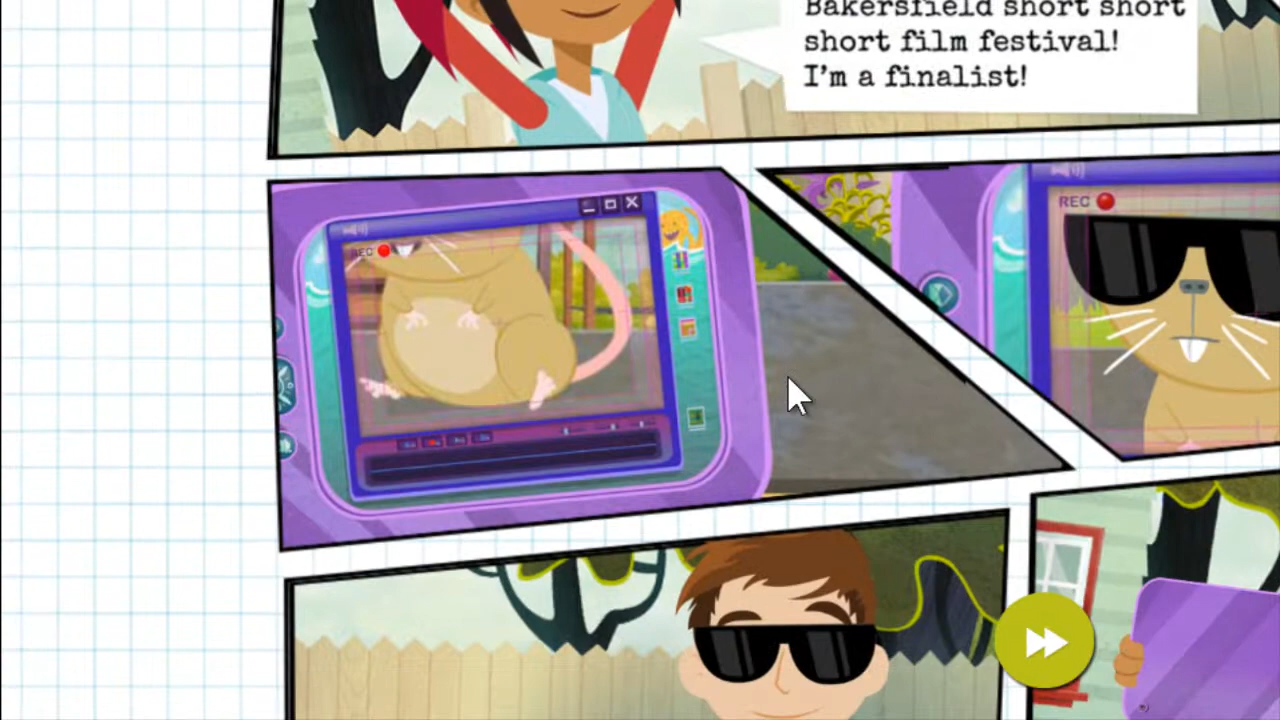 Bakersfield short short
short film festival!
I'm a finalist!
REC
REC